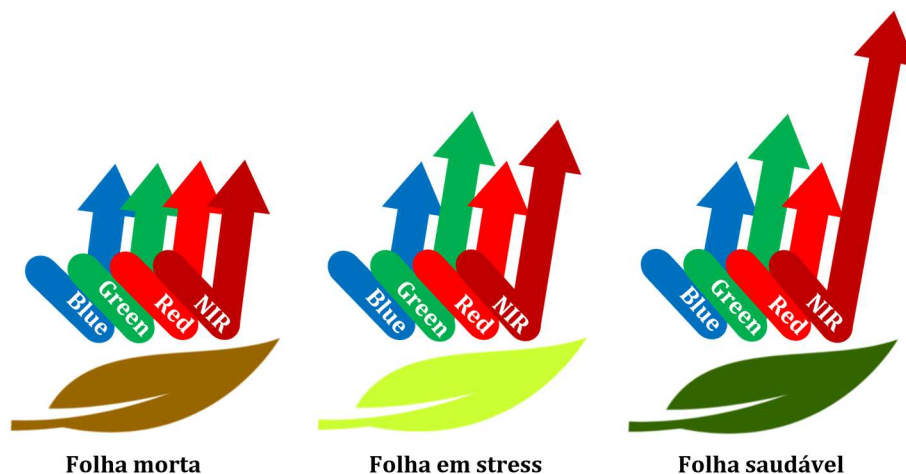 Blue Green Red NIR
Blue Green Red NIR
Blue Green Red NIR
Folha morta
Folha em stress
Folha saudável